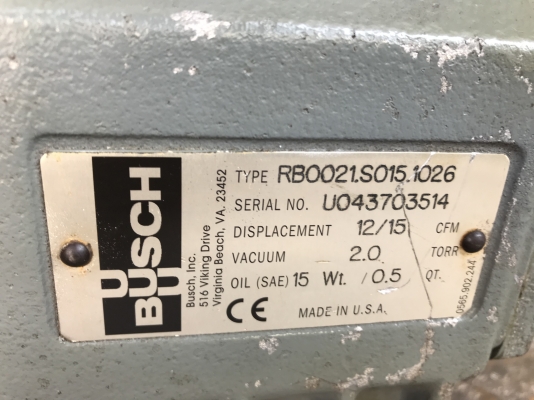 BUSCH
Busch, Inc.
516 Viking Drive
Virginia Beach, VA. 23452
TYPE RB0021.S015.1026
SERIAL NO. U043703514
DISPLACEMENT 12/15 CFM
VACUUM 2.0 TORR
OIL (SAE) 15 Wt. / 0.5 QT.
CE MADE IN U.S.A.
0565.902.244